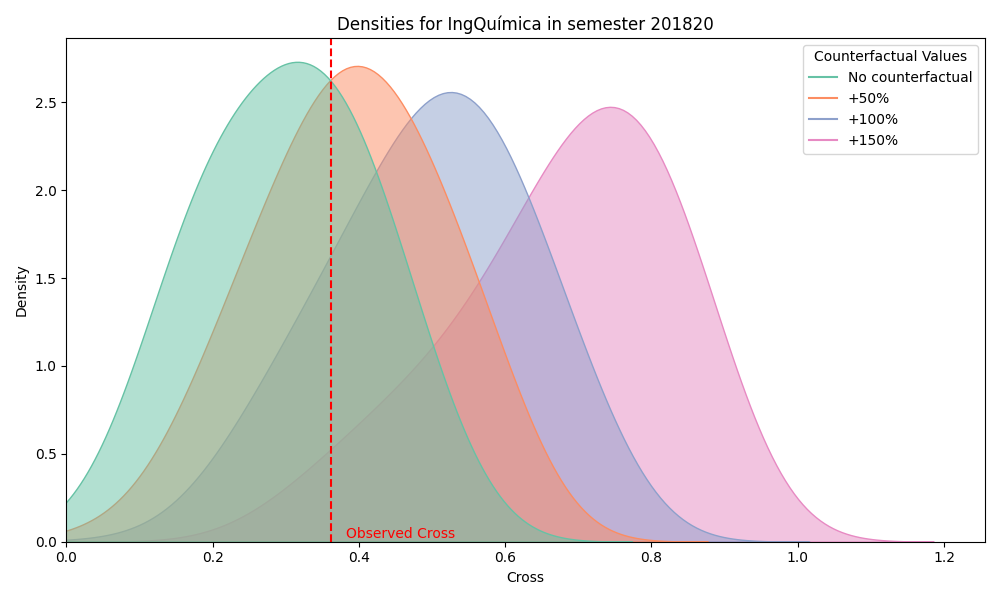 Densities for IngQuímica in semester 201820
Counterfactual Values
No counterfactual
+50%
+100%
+150%
Density
2.5
2.0
1.5
1.0
0.5
0.0
Observed Cross
0.0 0.2 0.4 0.6 0.8 1.0 1.2
Cross